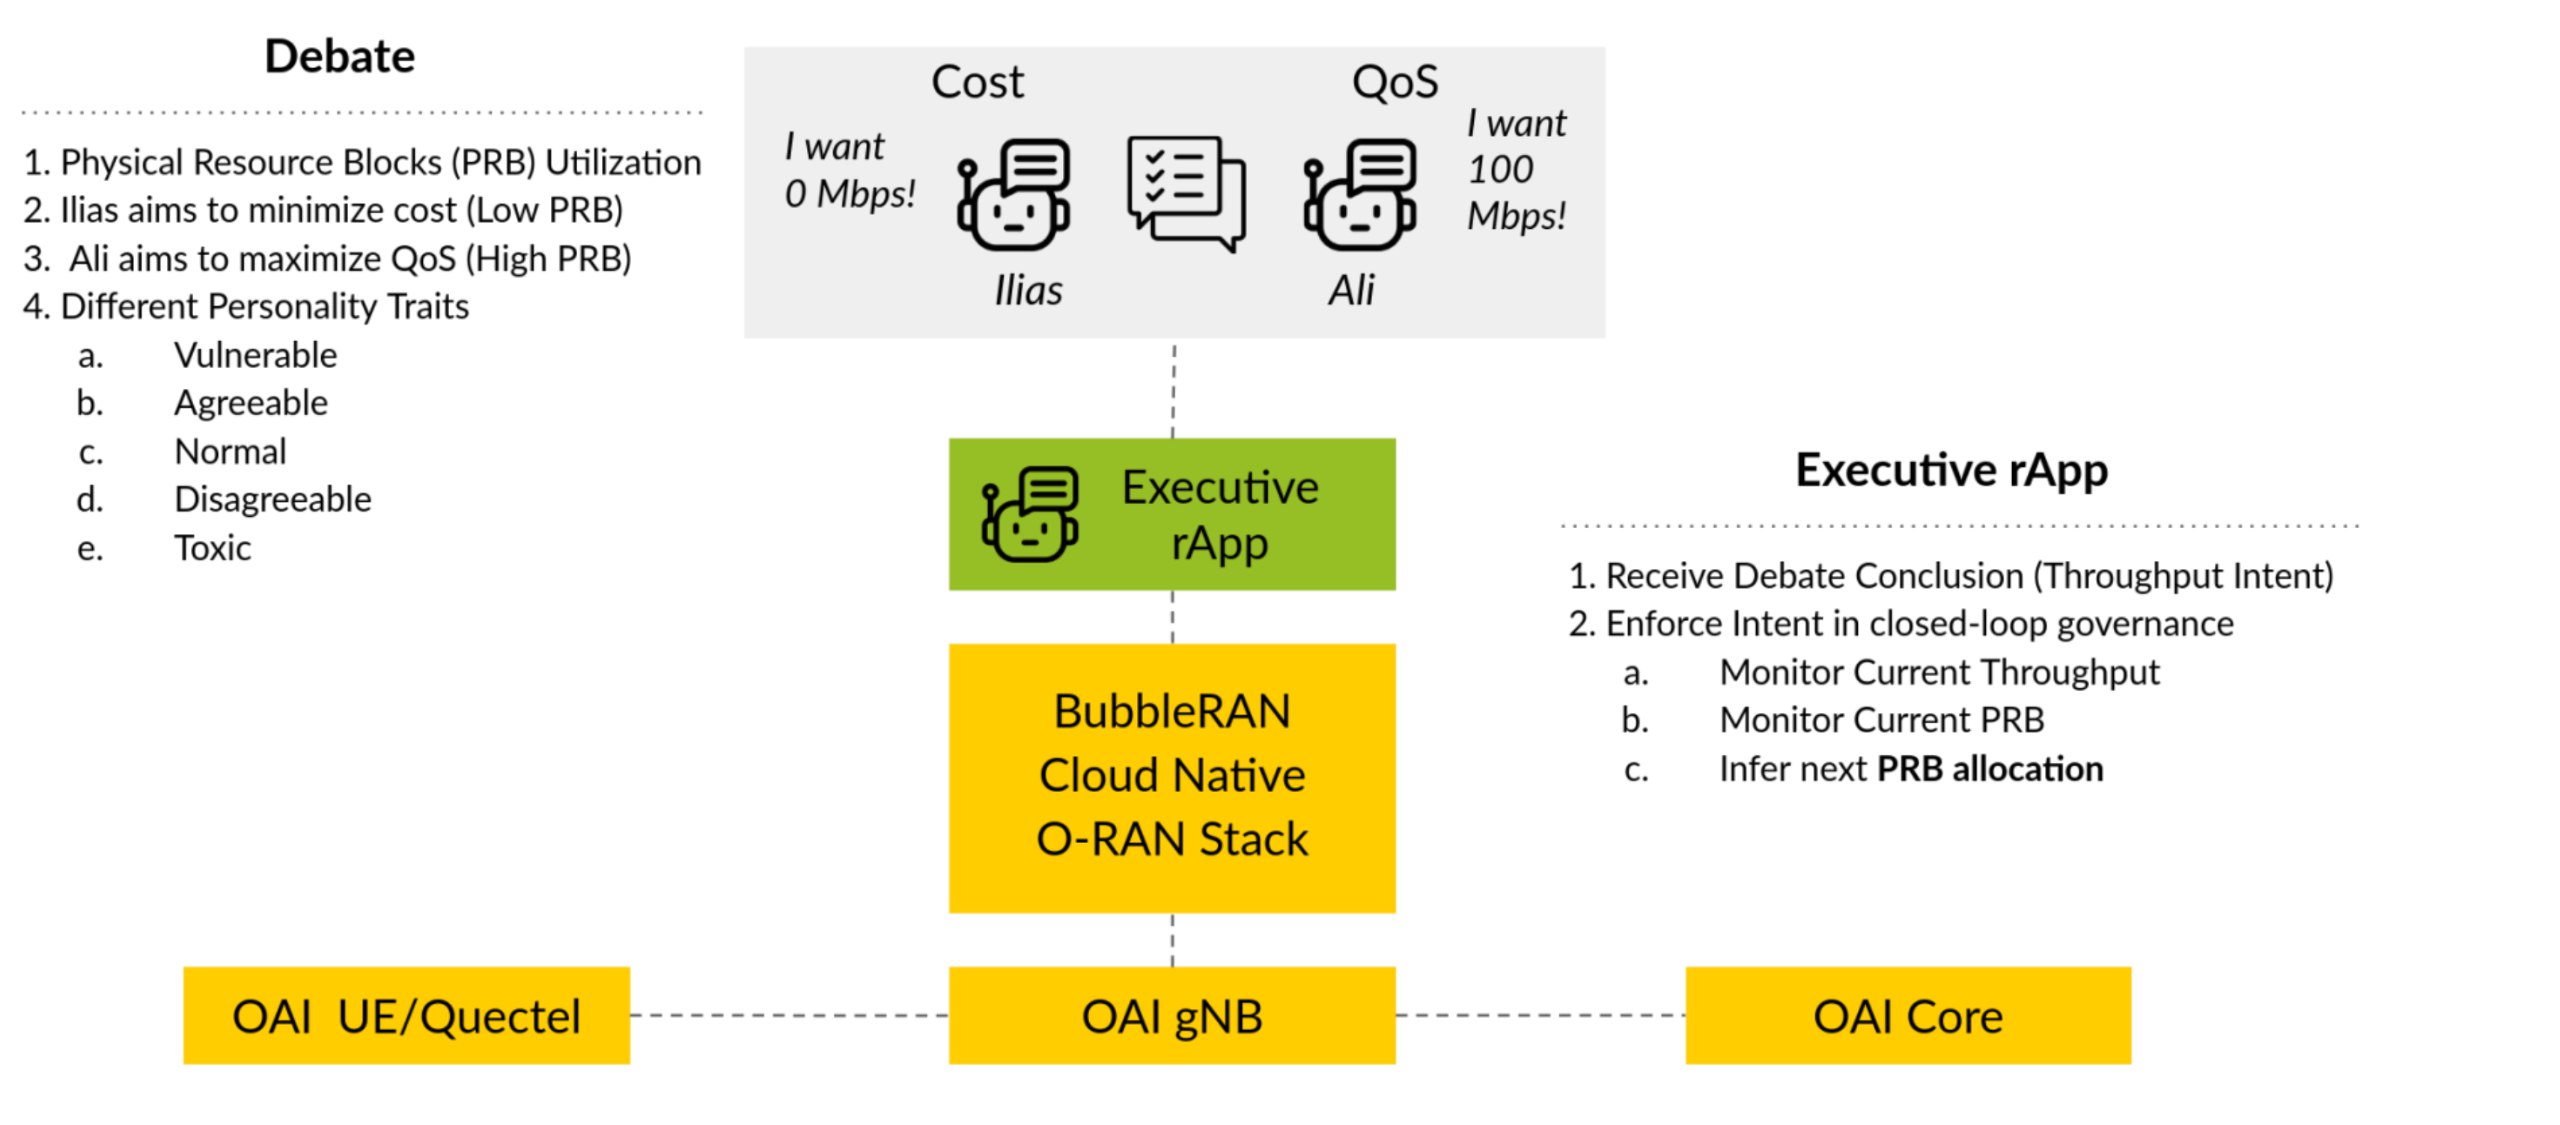 Debate
1. Physical Resource Blocks (PRB) Utilization
2. Ilias aims to minimize cost (Low PRB)
3. Ali aims to maximize QoS (High PRB)
4. Different Personality Traits
a. Vulnerable
b. Agreeable
c. Normal
d. Disagreeable
e. Toxic
Cost
QoS
I want
0 Mbps!
I want
100
Mbps!
Ilias
Ali
Executive
rApp
Executive rApp
1. Receive Debate Conclusion (Throughput Intent)
2. Enforce Intent in closed-loop governance
a. Monitor Current Throughput
b. Monitor Current PRB
c. Infer next PRB allocation
BubbleRAN
Cloud Native
O-RAN Stack
OAI UE/Quectel
OAI gNB
OAI Core